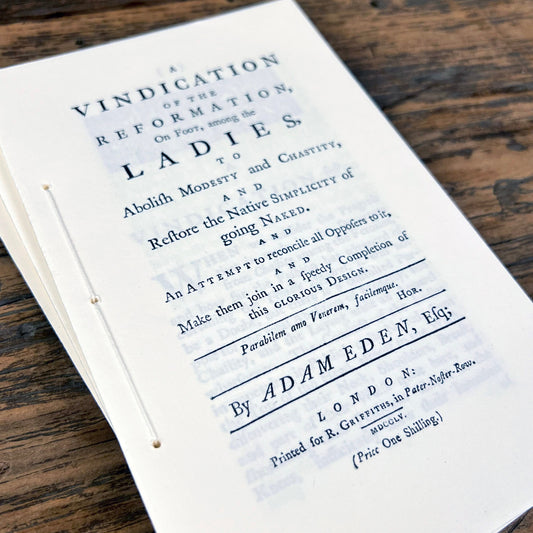 A
VINDICATION
OF THE
REFORMATION,
On FOOT, among the
LADIES,
TO
Aboliſh MODESTY and CHASTITY,
AND
Reſtore the Native SIMPLICITY of
going NAKED.
AND
An ATTEMPT to reconcile all Oppoſers to it,
AND
Make them join in a ſpeedy Completion of
this GLORIOUS DESIGN.
Parabilem amo Venerem, facilemque. HOR.
By ADAM EDEN, Eſq;
LONDON:
Printed for R. GRIFFITHS, in Pater-Noſter-Row.
MDCCLV.
(Price One Shilling.)